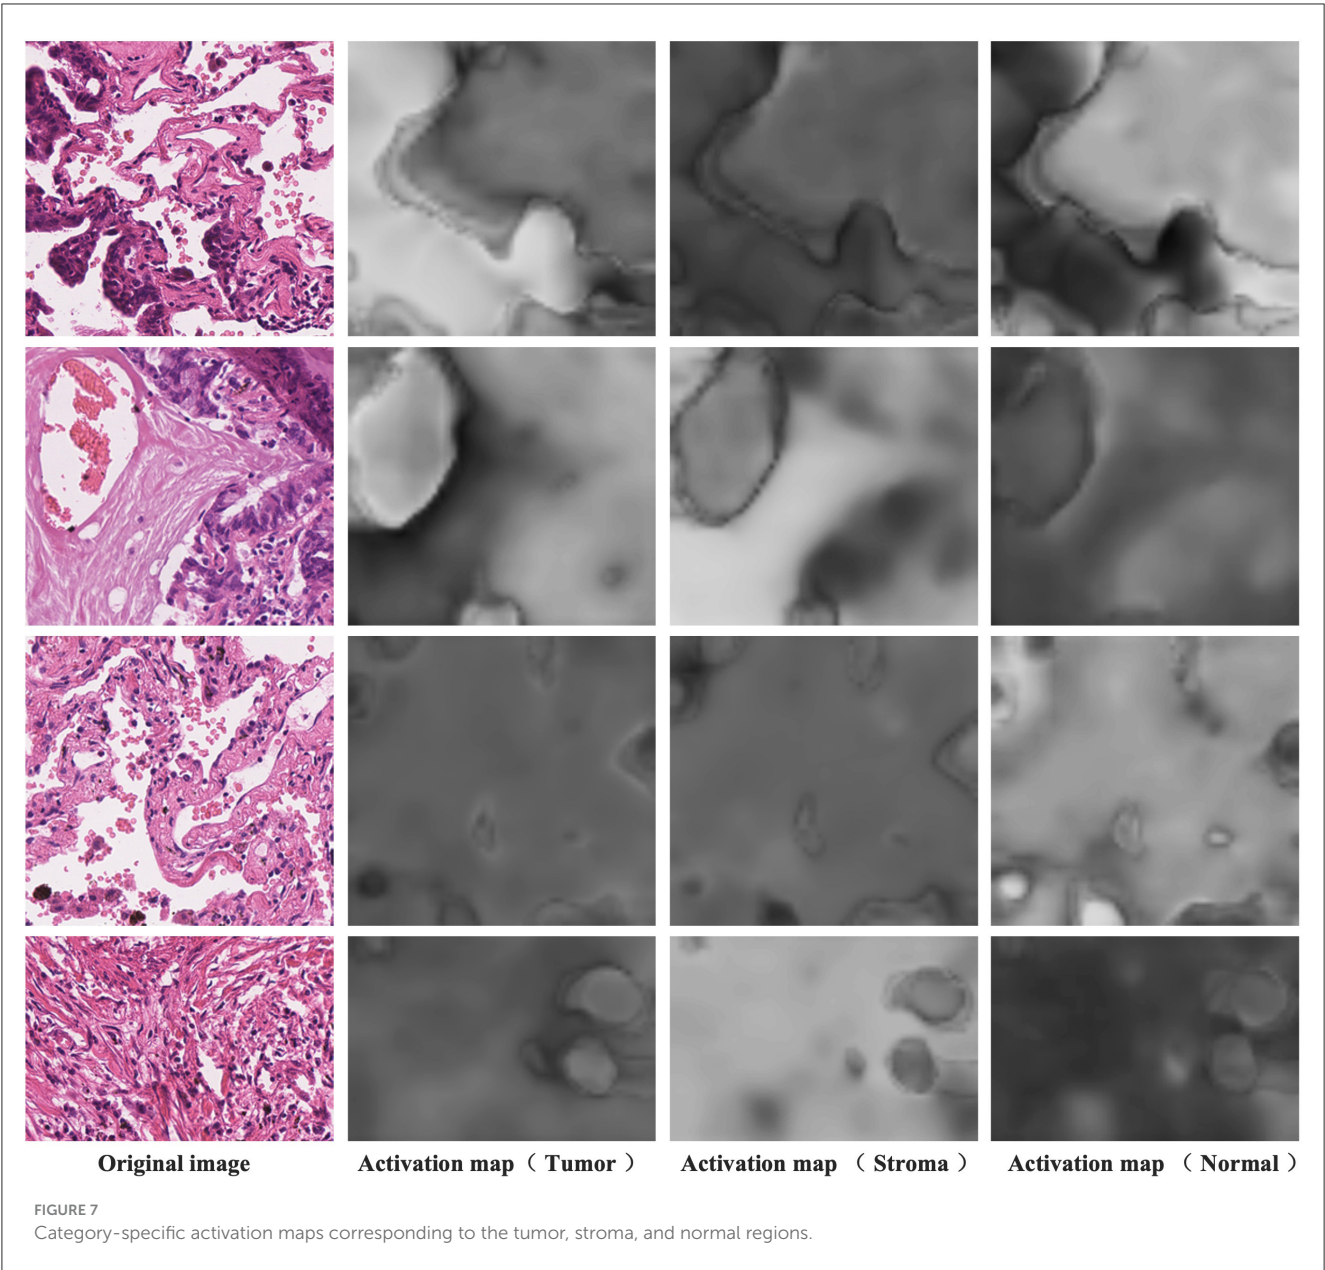 Original image
Activation map（ Tumor ）
Activation map （ Stroma ）
Activation map （ Normal ）
FIGURE 7
Category-specific activation maps corresponding to the tumor, stroma, and normal regions.